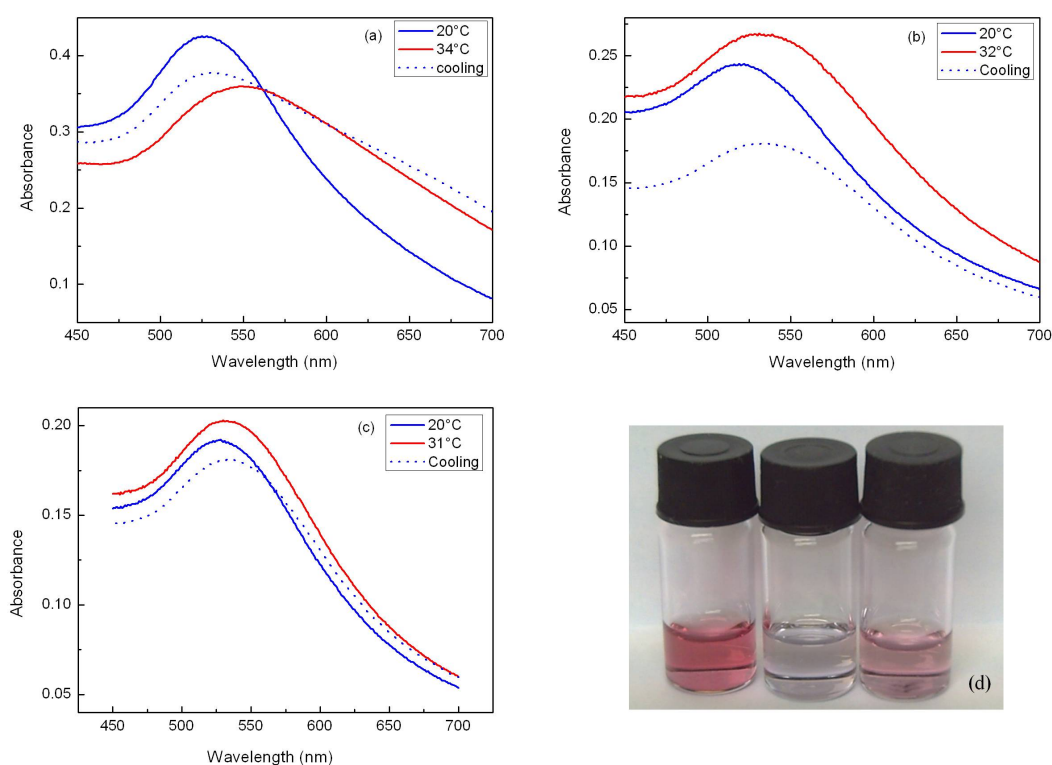 (a)
20°C
34°C
cooling
0.4
0.3
0.2
0.1
Absorbance
450 500 550 600 650 700
Wavelength (nm)
(b)
20°C
32°C
Cooling
0.25
0.20
0.15
0.10
0.05
Absorbance
450 500 550 600 650 700
Wavelength (nm)
(c)
20°C
31°C
Cooling
0.20
0.15
0.10
0.05
Absorbance
450 500 550 600 650 700
Wavelength (nm)
(d)